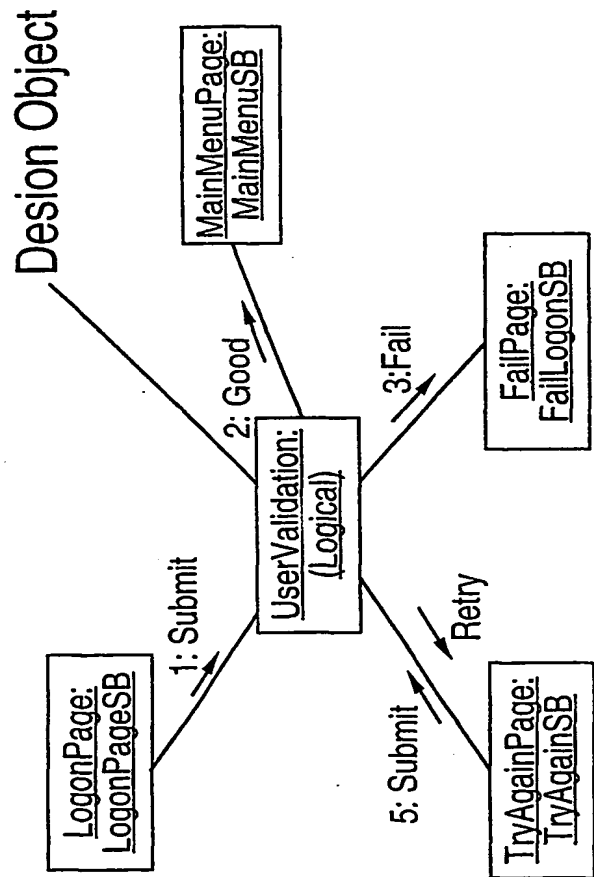 Desion Object
LogonPage:
LogonPageSB
1: Submit
2: Good
MainMenuPage:
MainMenuSB
UserValidation:
(Logical)
5: Submit
Retry
3:Fail
TryAgainPage:
TryAgainSB
FailPage:
FailLogonSB